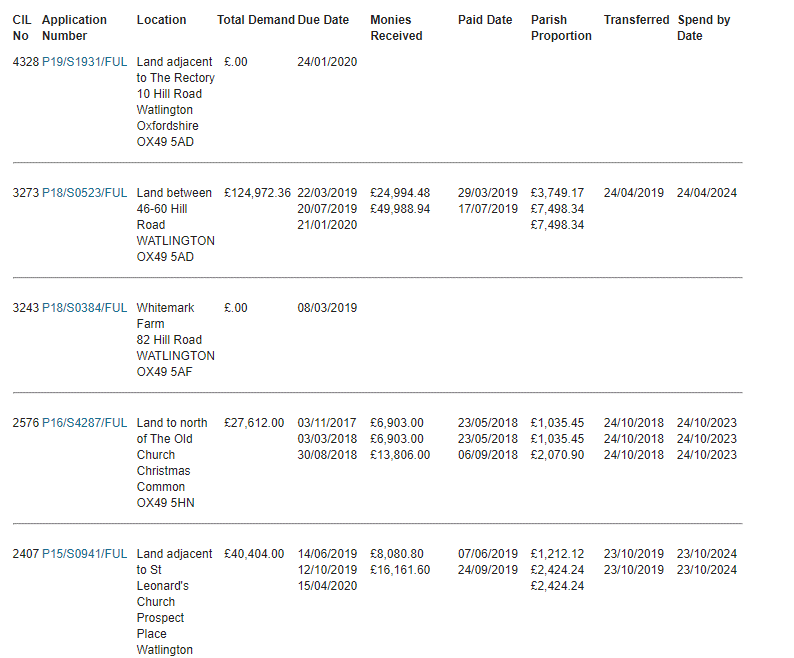 CIL Application Location Total Demand Due Date Monies Paid Date Parish Transferred Spend by
No Number Received Proportion Date
4328 P19/S1931/FUL Land adjacent £.00 24/01/2020
to The Rectory
10 Hill Road
Watlington
Oxfordshire
OX49 5AD
3273 P18/S0523/FUL Land between £124,972.36 22/03/2019 £24,994.48 29/03/2019 £3,749.17 24/04/2019 24/04/2024
46-60 Hill 20/07/2019 £49,988.94 17/07/2019 £7,498.34
Road 21/01/2020 £7,498.34
WATLINGTON
OX49 5AD
3243 P18/S0384/FUL Whitemark £.00 08/03/2019
Farm
82 Hill Road
WATLINGTON
OX49 5AF
2576 P16/S4287/FUL Land to north £27,612.00 03/11/2017 £6,903.00 23/05/2018 £1,035.45 24/10/2018 24/10/2023
of The Old 03/03/2018 £6,903.00 23/05/2018 £1,035.45 24/10/2018 24/10/2023
Church 30/08/2018 £13,806.00 06/09/2018 £2,070.90 24/10/2018 24/10/2023
Christmas
Common
OX49 5HN
2407 P15/S0941/FUL Land adjacent £40,404.00 14/06/2019 £8,080.80 07/06/2019 £1,212.12 23/10/2019 23/10/2024
to St 12/10/2019 £16,161.60 24/09/2019 £2,424.24 23/10/2019 23/10/2024
Leonard's 15/04/2020 £2,424.24
Church
Prospect
Place
Watlington